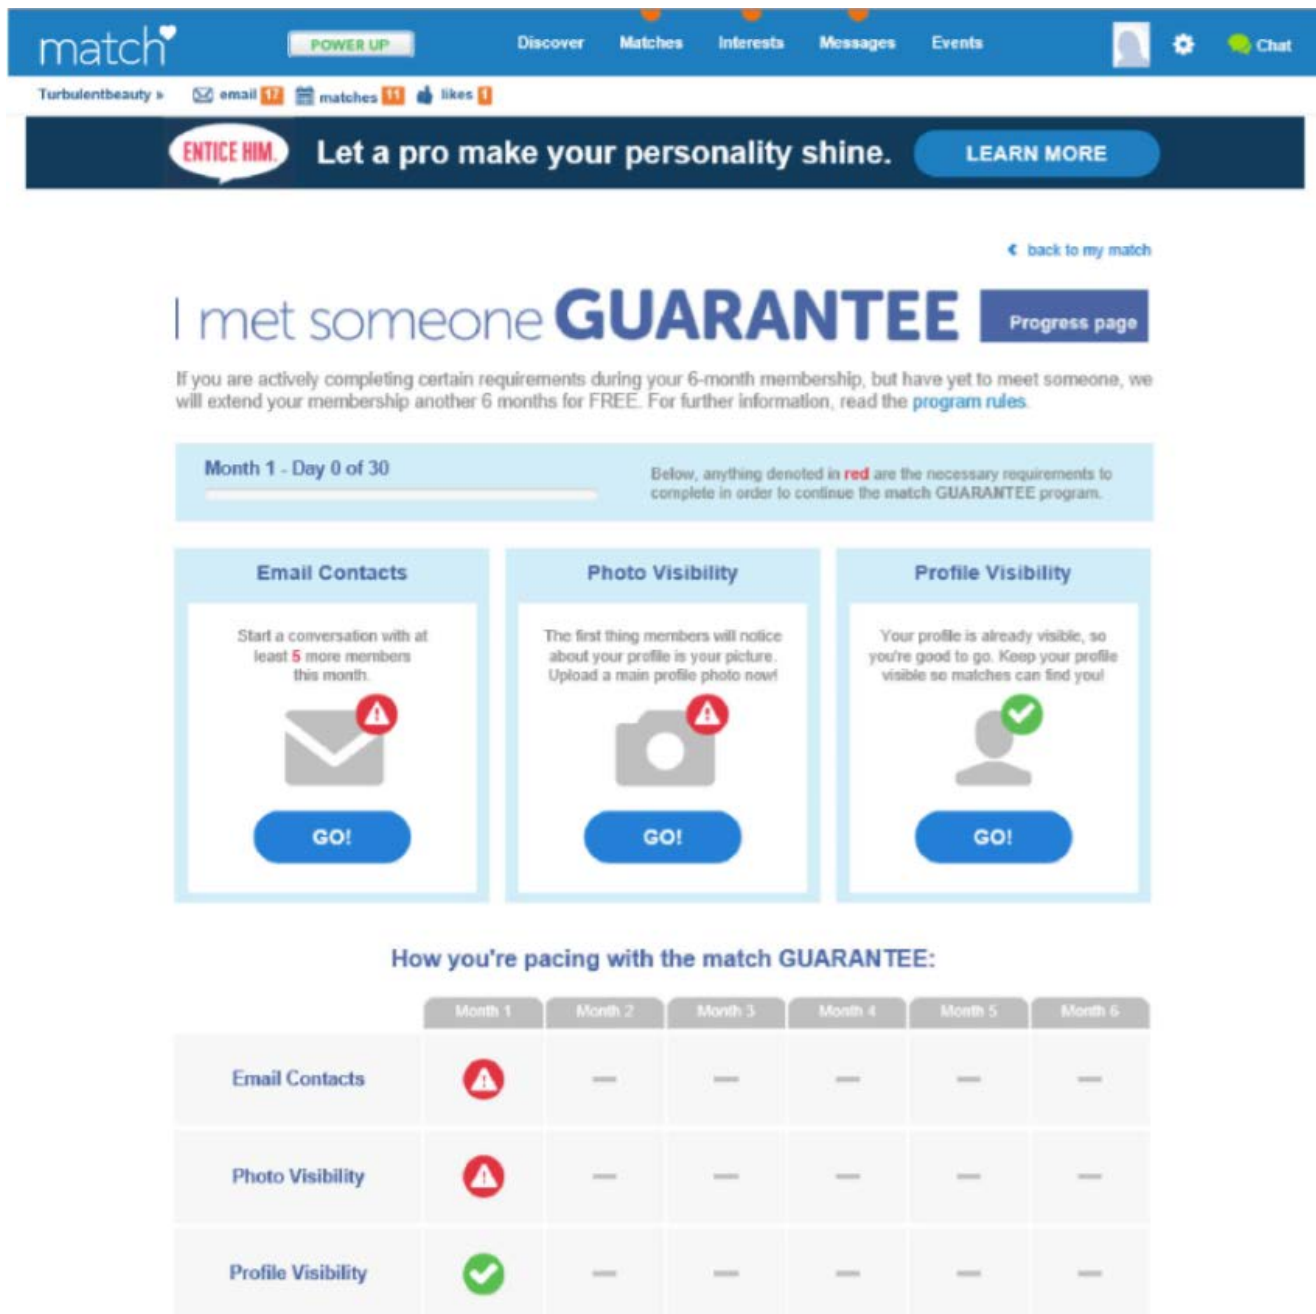 match
POWER UP
Discover Matches Interests Messages Events
Chat
Turbulentbeauty » email 17 matches 11 likes 1
ENTICE HIM. Let a pro make your personality shine. LEARN MORE
back to my match
I met someone GUARANTEE Progress page
If you are actively completing certain requirements during your 6-month membership, but have yet to meet someone, we
will extend your membership another 6 months for FREE. For further information, read the program rules.
Month 1 - Day 0 of 30
Below, anything denoted in red are the necessary requirements to
complete in order to continue the match GUARANTEE program.
Email Contacts
Start a conversation with at
least 5 more members
this month.
GO!
Photo Visibility
The first thing members will notice
about your profile is your picture.
Upload a main profile photo now!
GO!
Profile Visibility
Your profile is already visible, so
you're good to go. Keep your profile
visible so matches can find you!
GO!
How you're pacing with the match GUARANTEE:
Month 1 Month 2 Month 3 Month 4 Month 5 Month 6
Email Contacts — — — — —
Photo Visibility — — — — —
Profile Visibility — — — — —